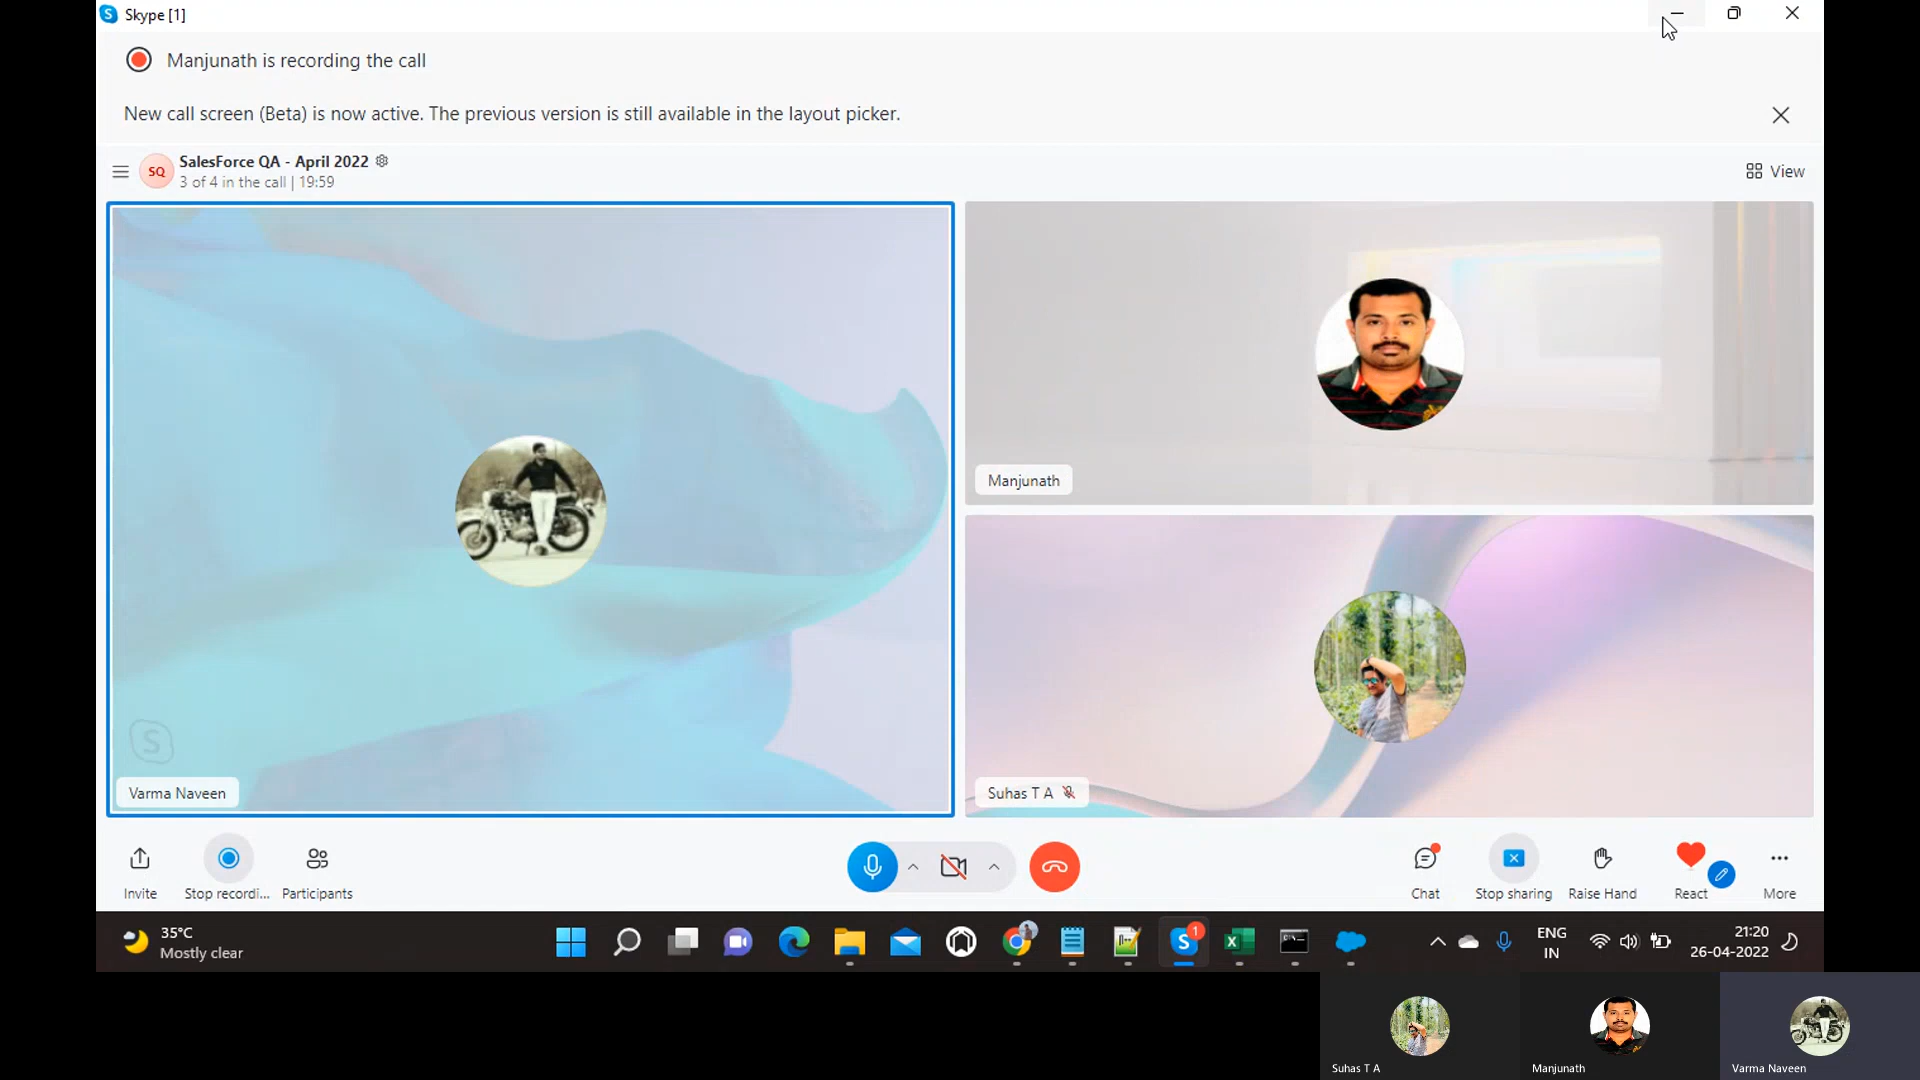 Skype [1]
Manjunath is recording the call
New call screen (Beta) is now active. The previous version is still available in the layout picker.
SQ
SalesForce QA - April 2022
3 of 4 in the call | 19:59
View
Manjunath
Varma Naveen
Suhas T A
Invite
Stop recordi...
Participants
Chat
Stop sharing
Raise Hand
React
More
35°C
Mostly clear
1
ENG
IN
21:20
26-04-2022
Suhas T A
Manjunath
Varma Naveen